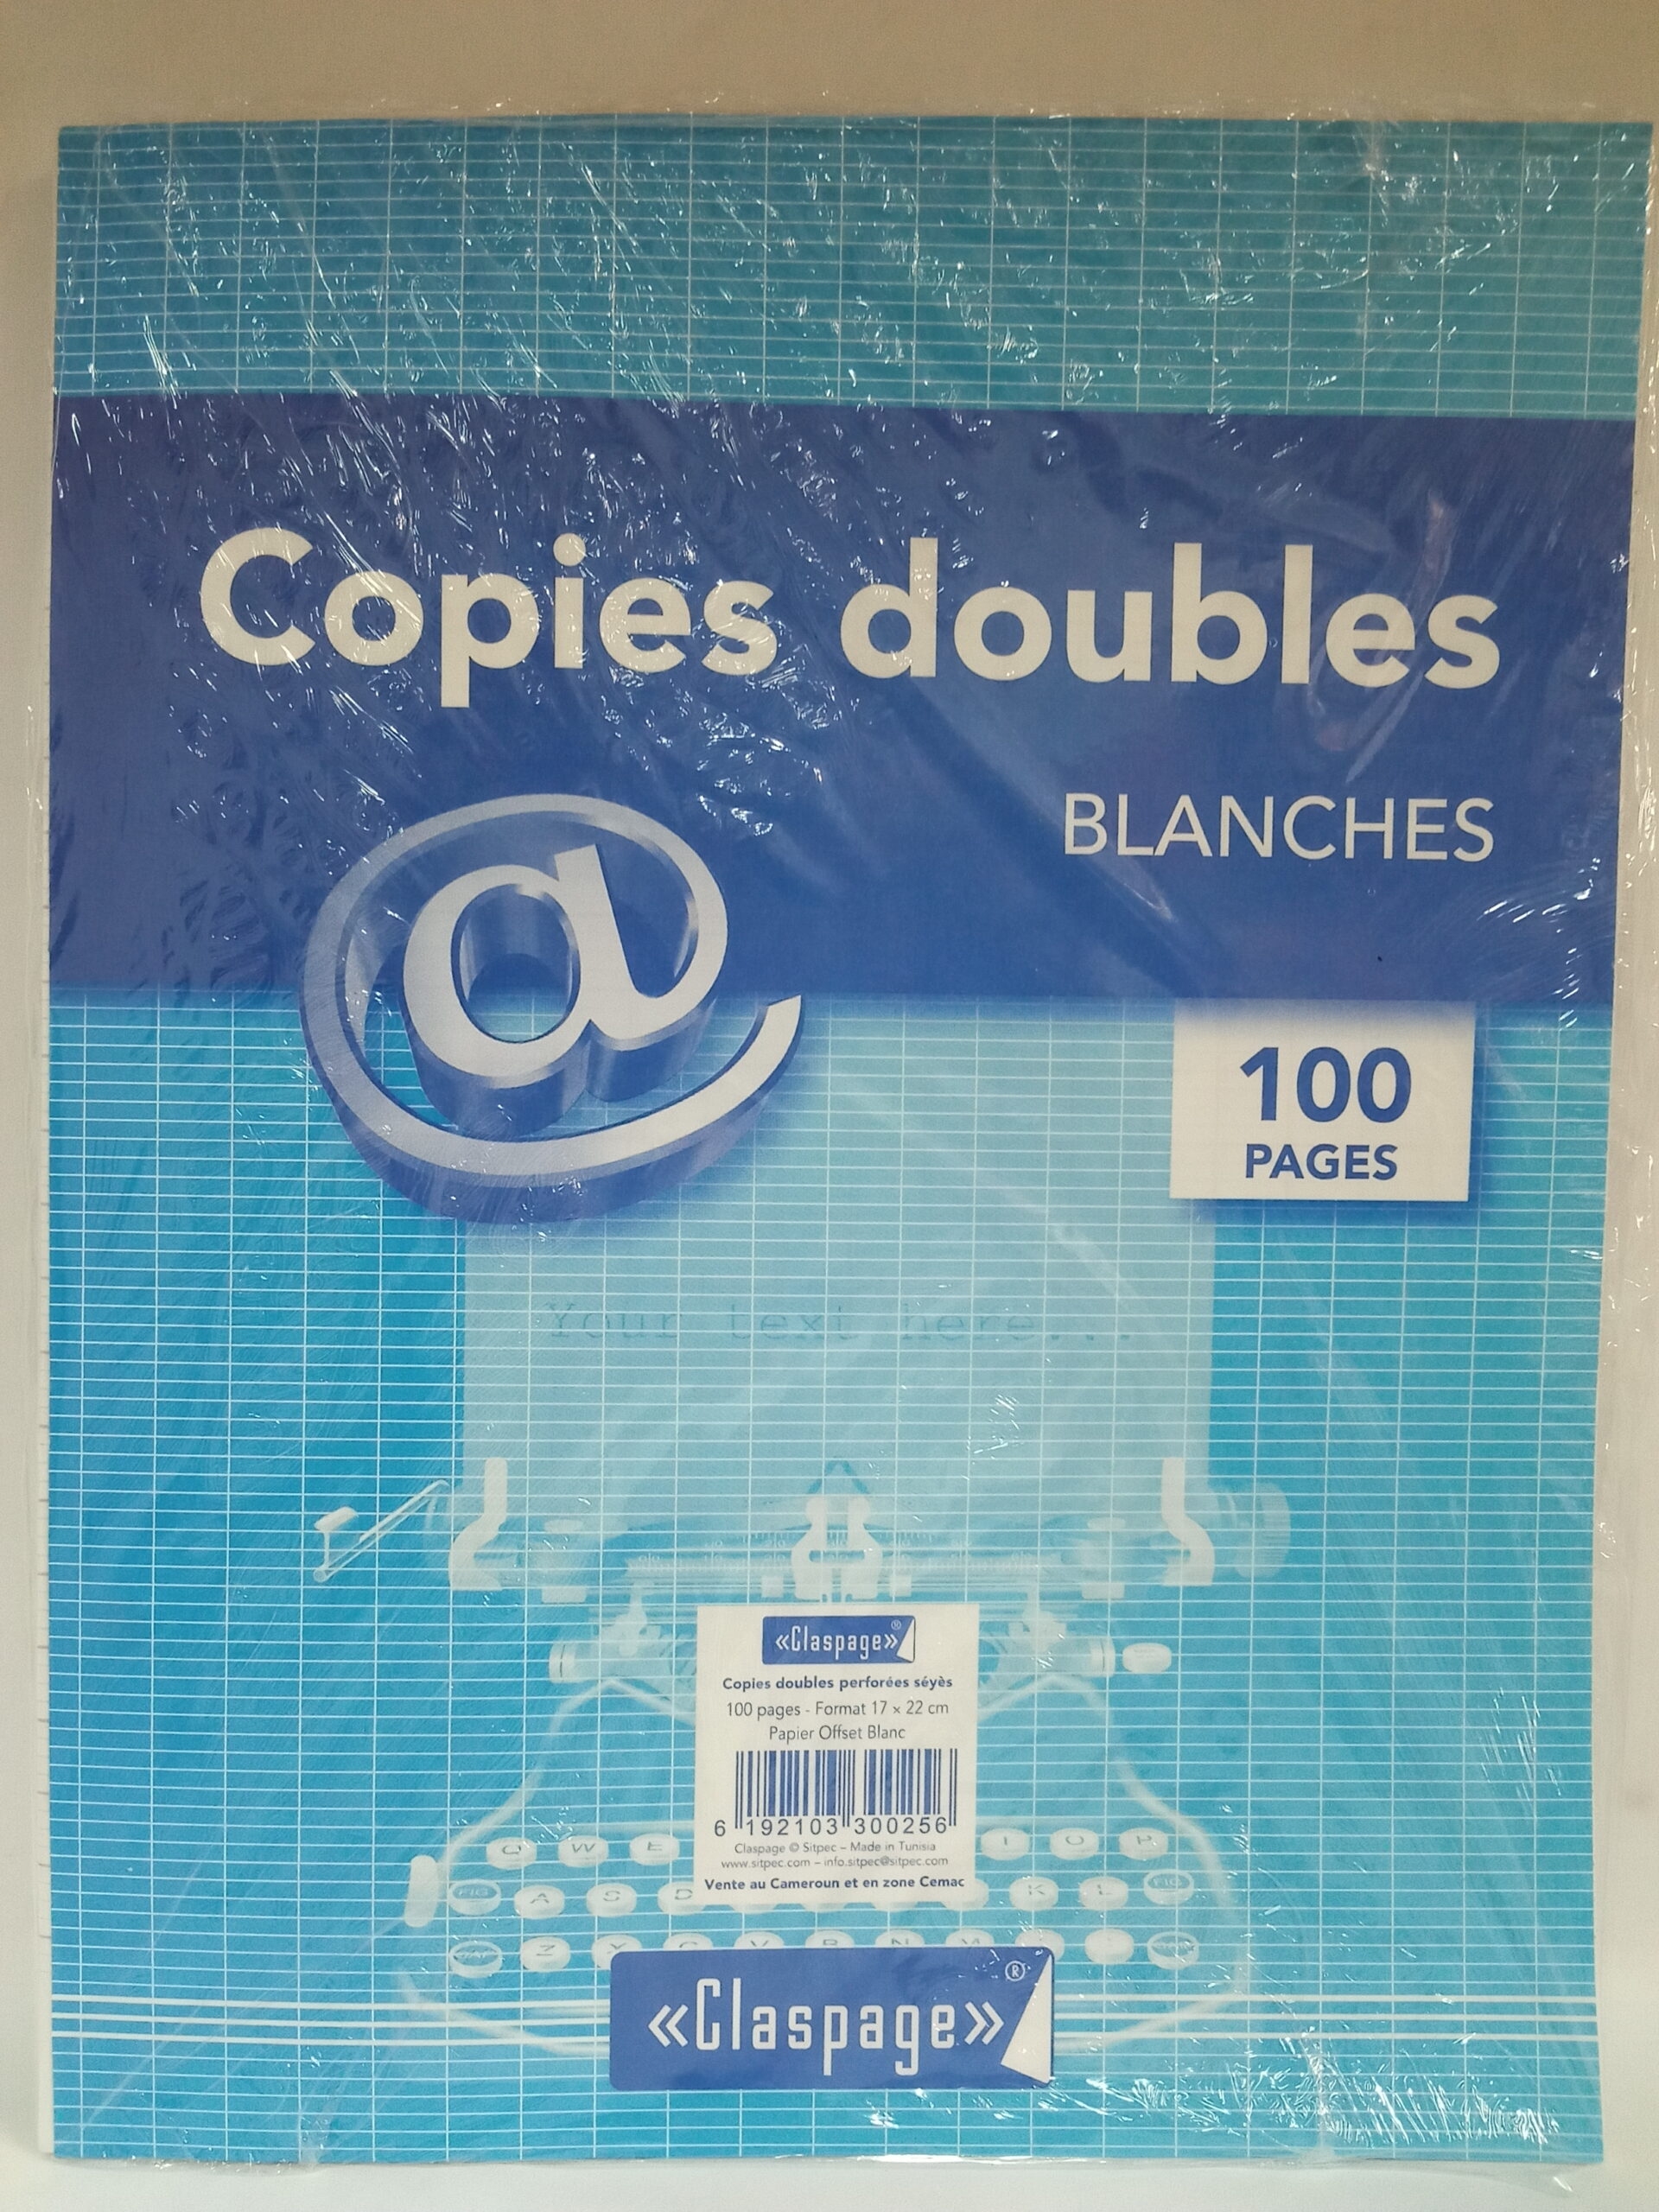 Copies doubles
BLANCHES
@
100
PAGES
Your text here...
«Claspage»®
Copies doubles perforées séyès
100 pages - Format 17 x 22 cm
Papier Offset Blanc
6 192103 300256
Claspage © Sitpec – Made in Tunisia
www.sitpec.com – info.sitpec@sitpec.com
Vente au Cameroun et en zone Cemac
Q W E I O P
FIG A S D K L FIG
Z X C V B N M
«Claspage»®